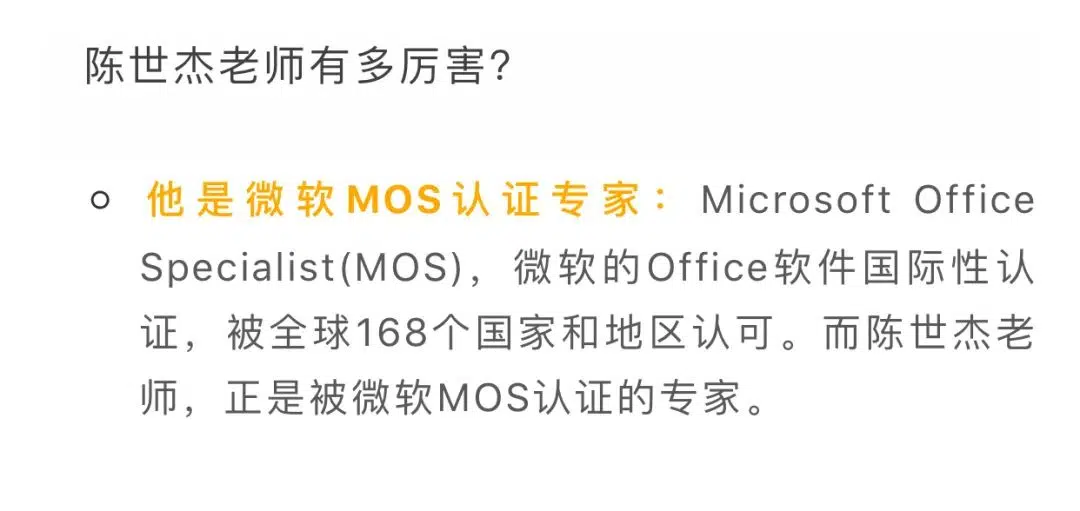 陈世杰老师有多厉害?
他是微软MOS认证专家：Microsoft Office
Specialist(MOS)，微软的Office软件国际性认
证，被全球168个国家和地区认可。而陈世杰老
师，正是被微软MOS认证的专家。